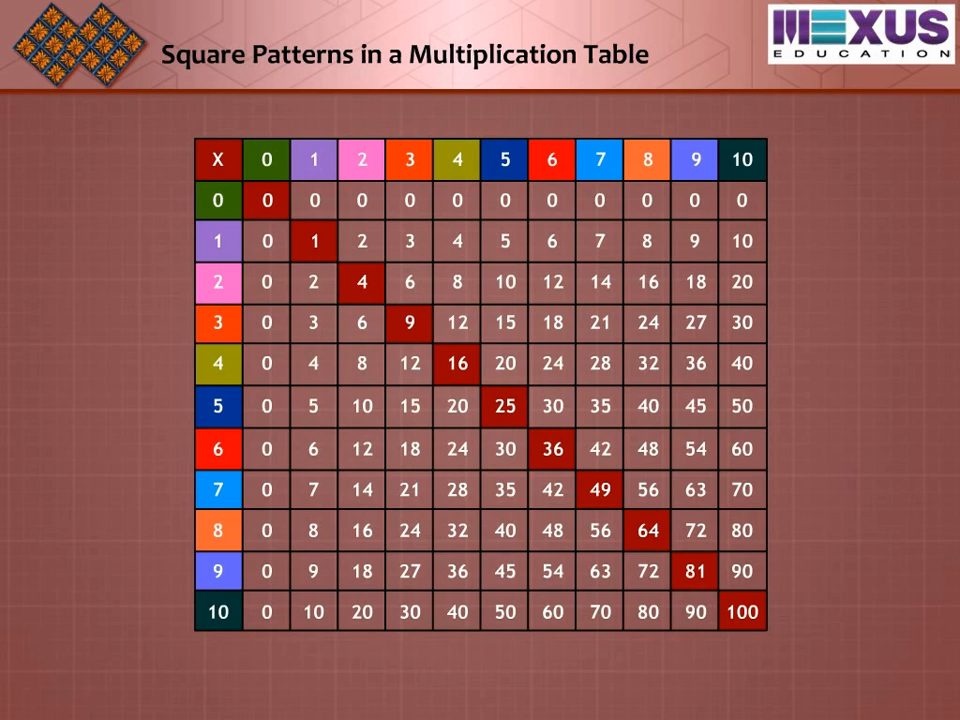 MEXUS
EDUCATION
Square Patterns in a Multiplication Table
X 0 1 2 3 4 5 6 7 8 9 10
0 0 0 0 0 0 0 0 0 0 0 0
1 0 1 2 3 4 5 6 7 8 9 10
2 0 2 4 6 8 10 12 14 16 18 20
3 0 3 6 9 12 15 18 21 24 27 30
4 0 4 8 12 16 20 24 28 32 36 40
5 0 5 10 15 20 25 30 35 40 45 50
6 0 6 12 18 24 30 36 42 48 54 60
7 0 7 14 21 28 35 42 49 56 63 70
8 0 8 16 24 32 40 48 56 64 72 80
9 0 9 18 27 36 45 54 63 72 81 90
10 0 10 20 30 40 50 60 70 80 90 100